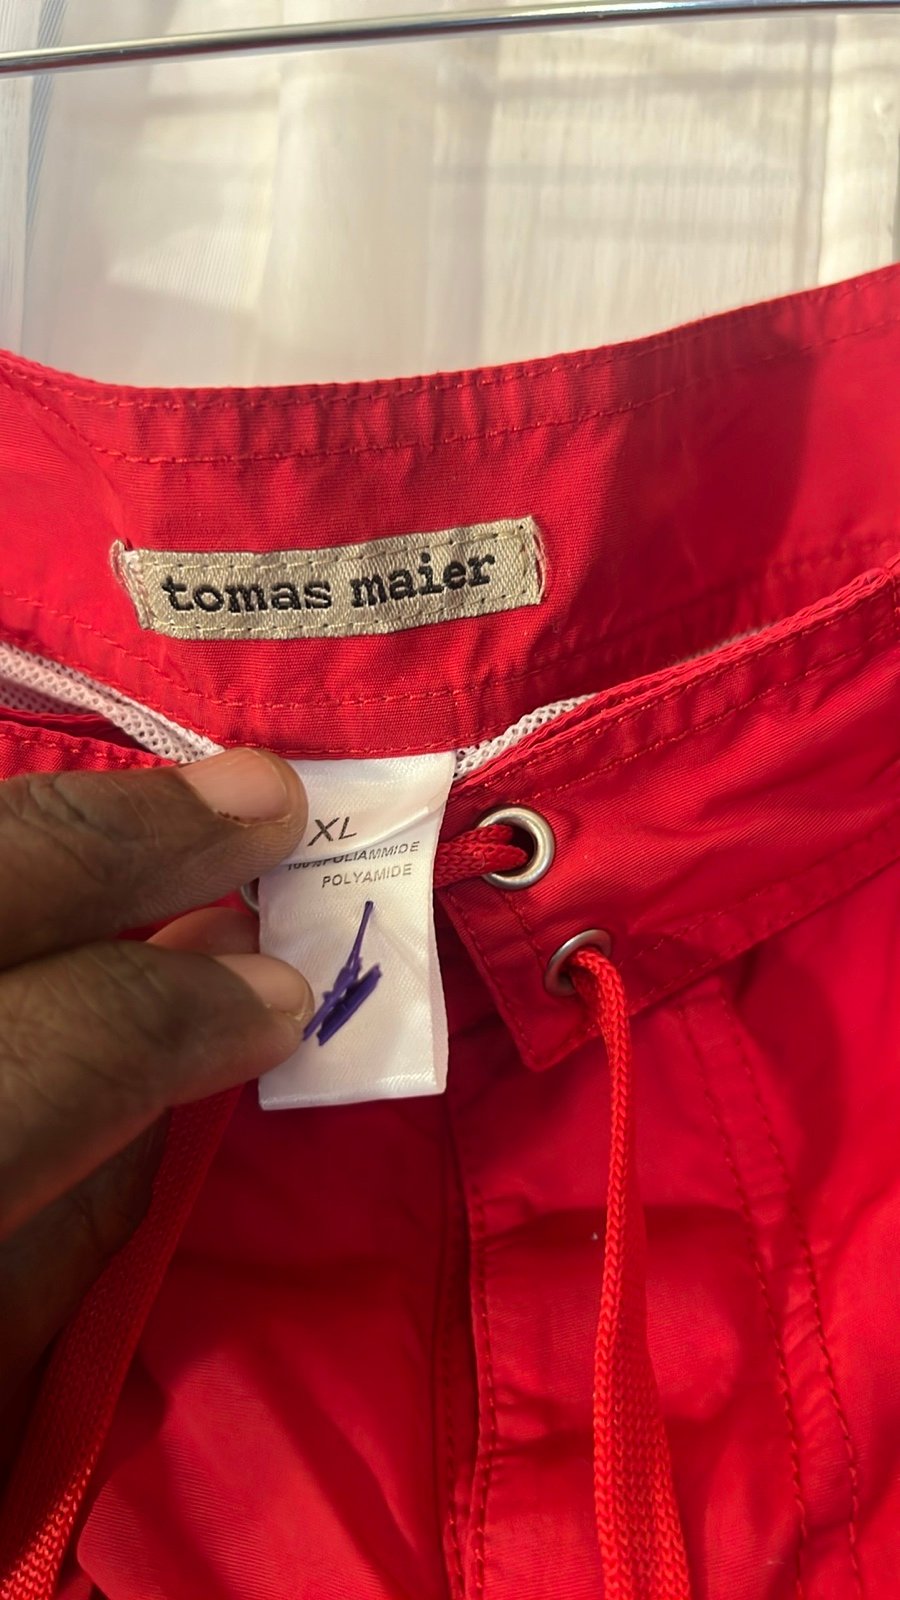 tomas maier
XL
100% POLIAMMIDE
POLYAMIDE